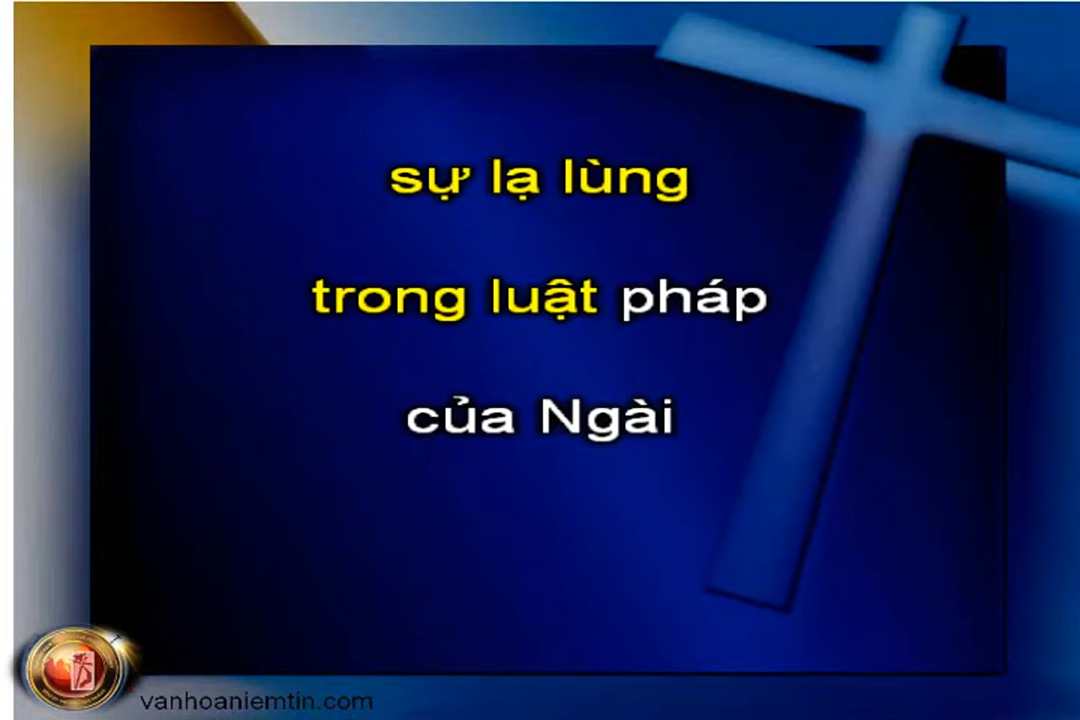 sự lạ lùng
trong luật pháp
của Ngài
vanhoaniemtin.com